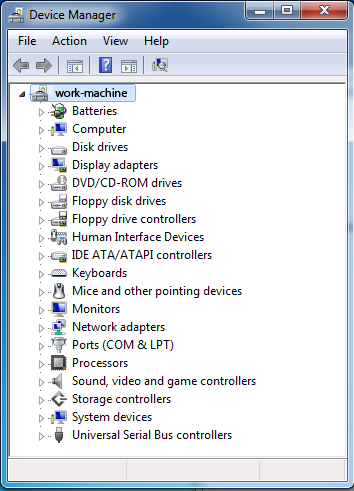 Device Manager
File Action View Help
work-machine
Batteries
Computer
Disk drives
Display adapters
DVD/CD-ROM drives
Floppy disk drives
Floppy drive controllers
Human Interface Devices
IDE ATA/ATAPI controllers
Keyboards
Mice and other pointing devices
Monitors
Network adapters
Ports (COM & LPT)
Processors
Sound, video and game controllers
Storage controllers
System devices
Universal Serial Bus controllers